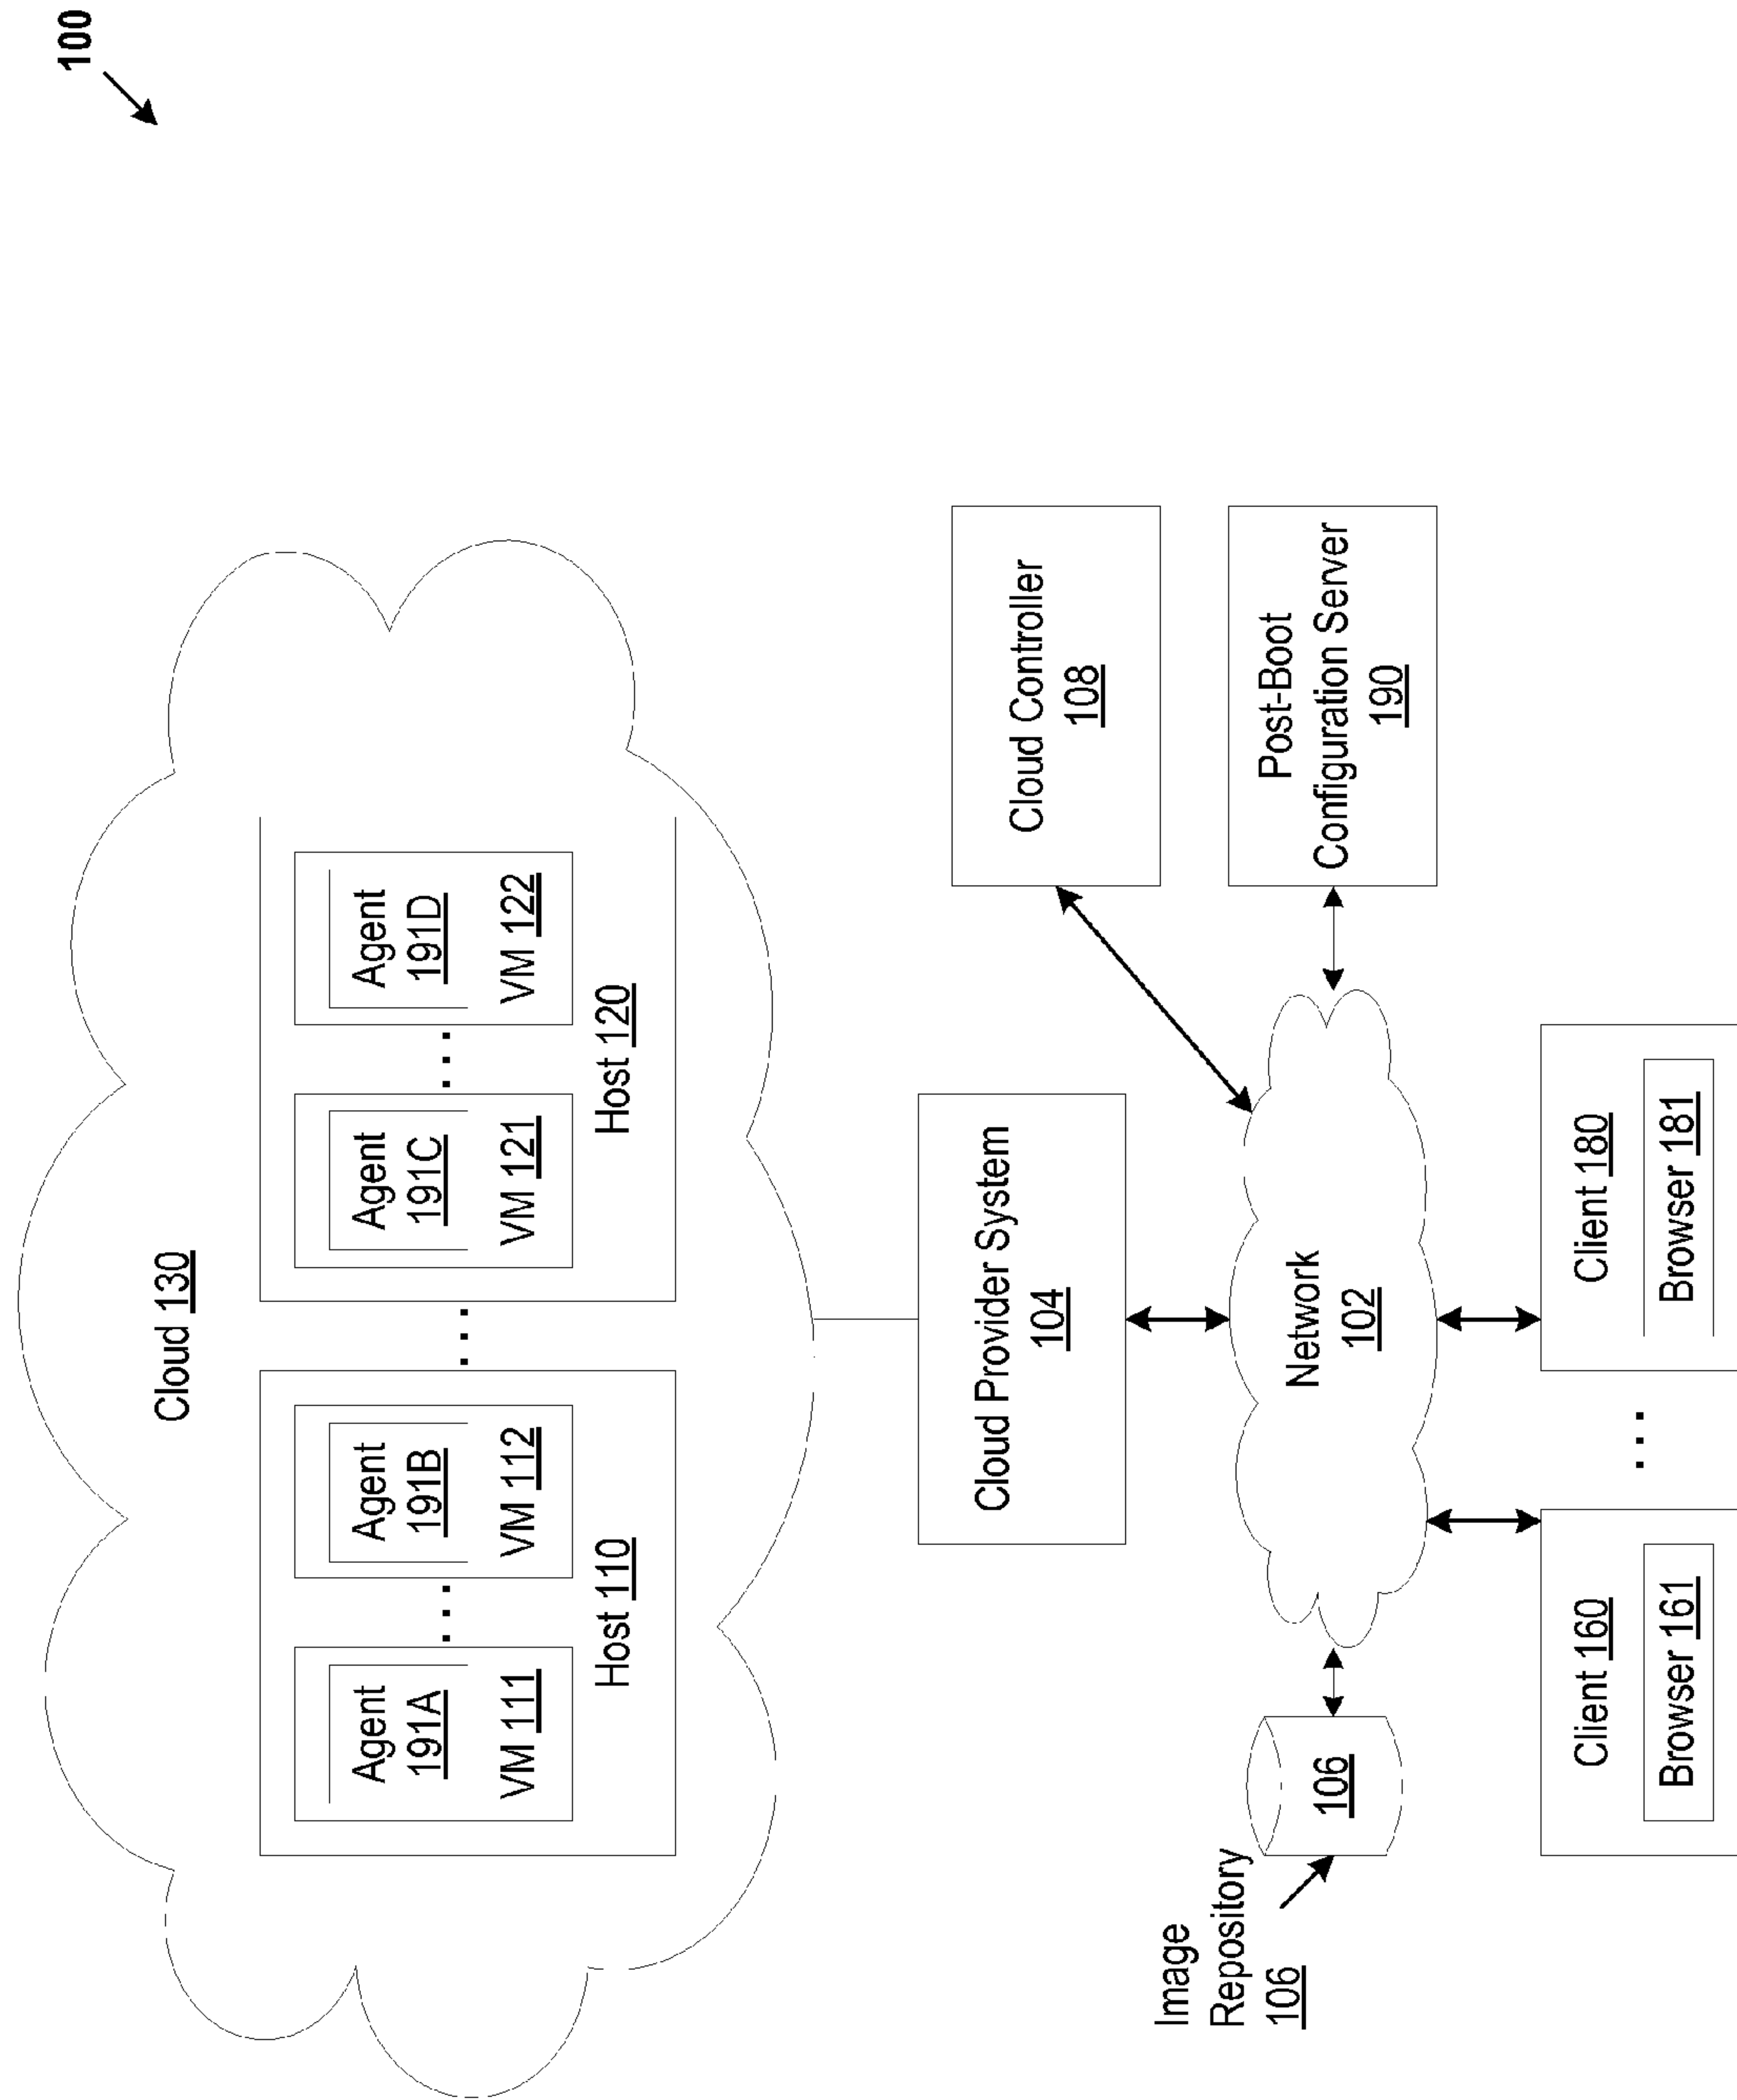 100
Cloud 130
Agent
191A
VM 111
Agent
191B
VM 112
Host 110
Agent
191C
VM 121
Agent
191D
VM 122
Host 120
Cloud Provider System
104
Cloud Controller
108
Image
Repository
106
106
Network
102
Post-Boot
Configuration Server
190
Client 160
Browser 161
Client 180
Browser 181